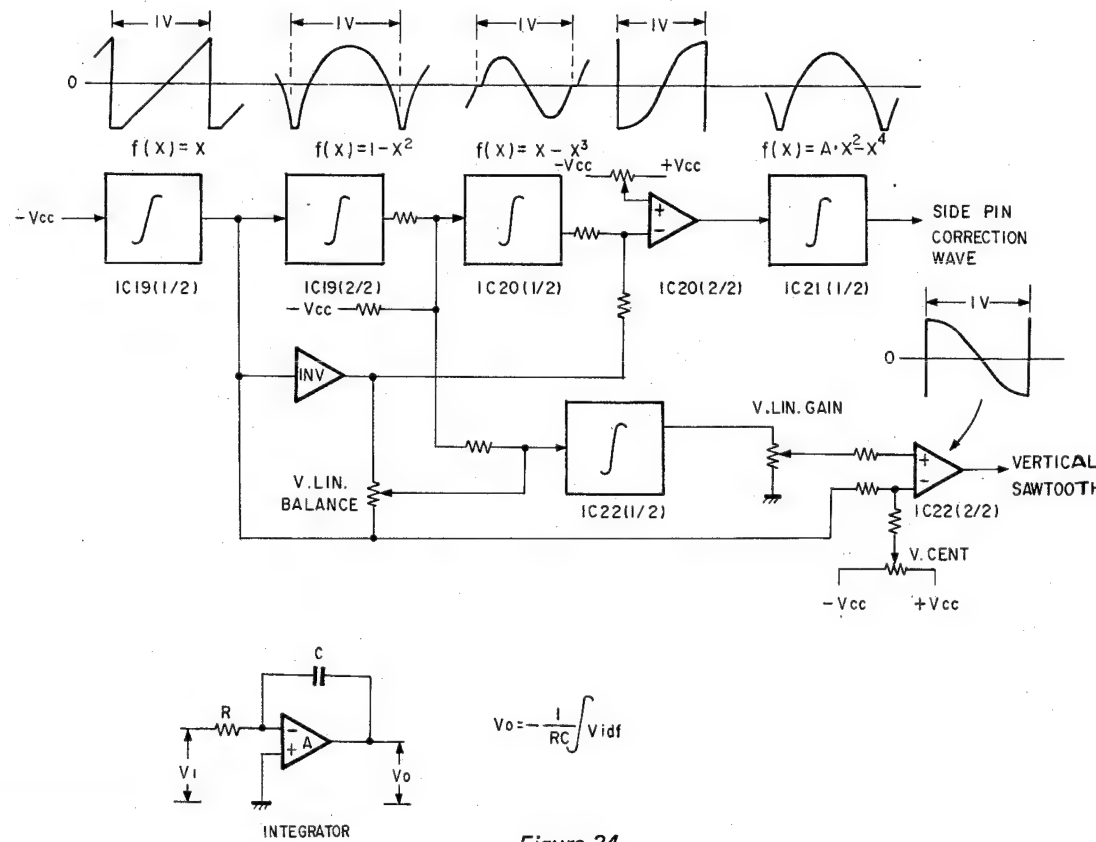 1V
1V
1V
1V
0
f(x)=x
f(x)=1-x²
f(x)=x-x³
f(x)=A·x²-x⁴
-Vcc
+Vcc
-Vcc
∫
∫
∫
+
-
∫
SIDE PIN
CORRECTION
WAVE
IC19(1/2)
IC19(2/2)
IC20(1/2)
IC20(2/2)
IC21(1/2)
-Vcc
1V
0
INV
∫
V.LIN. GAIN
V.LIN.
BALANCE
IC22(1/2)
+
-
VERTICAL
SAWTOOTH
IC22(2/2)
V.CENT
-Vcc
+Vcc
C
R
-
+
A
Vi
Vo
Vo=-1/RC∫Vidf
INTEGRATOR